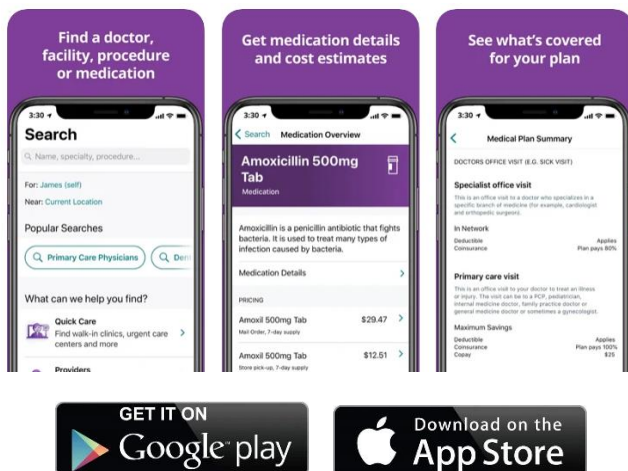 Find a doctor,
facility, procedure
or medication
3:30
Search
Name, specialty, procedure...
For: James (self)
Near: Current Location
Popular Searches
Primary Care Physicians
What can we help you find?
Quick Care
Find walk-in clinics, urgent care
centers and more
Providers
Get medication details
and cost estimates
3:30
Search Medication Overview
Amoxicillin 500mg
Tab
Medication
Amoxicillin is a penicillin antibiotic that fights
bacteria. It is used to treat many types of
infection caused by bacteria.
Medication Details
PRICING
Amoxil 500mg Tab $29.47
Mail Order, 7-day supply
Amoxil 500mg Tab $12.51
Store pick-up, 7-day supply
See what's covered
for your plan
3:30
Medical Plan Summary
DOCTORS OFFICE VISIT (E.G. SICK VISIT)
Specialist office visit
This is an office visit to a doctor who specializes in a
specific branch of medicine (for example, cardiologist
and orthopedic surgeon).
In Network
Deductible Applies
Coinsurance Plan pays 80%
Primary care visit
This is an office visit to your doctor to treat an illness
or injury. The visit can be to a PCP, pediatrician,
internal medicine doctor, family practice doctor or
general medicine doctor or sometimes a gynecologist.
Maximum Savings
Deductible Applies
Coinsurance Plan pays 100%
Copay $25
GET IT ON
Google play
Download on the
App Store